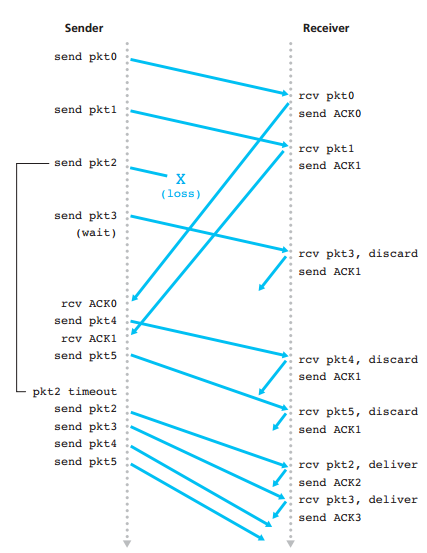 Sender
Receiver
send pkt0
rcv pkt0
send ACK0
send pkt1
rcv pkt1
send ACK1
send pkt2
X
(loss)
send pkt3
(wait)
rcv pkt3, discard
send ACK1
rcv ACK0
send pkt4
rcv ACK1
send pkt5
rcv pkt4, discard
send ACK1
pkt2 timeout
send pkt2
send pkt3
send pkt4
send pkt5
rcv pkt5, discard
send ACK1
rcv pkt2, deliver
send ACK2
rcv pkt3, deliver
send ACK3